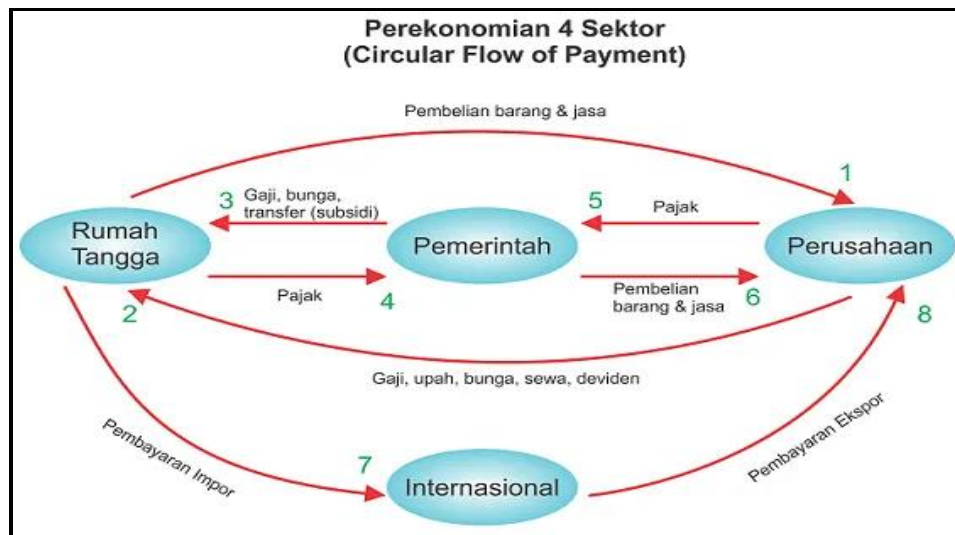 Perekonomian 4 Sektor
(Circular Flow of Payment)
Pembelian barang & jasa
1
3
Gaji, bunga,
transfer (subsidi)
5
Pajak
Rumah
Tangga
Pemerintah
Perusahaan
Pajak
4
Pembelian
barang & jasa
6
2
8
Gaji, upah, bunga, sewa, deviden
Pembayaran Impor
7
Internasional
Pembayaran Ekspor